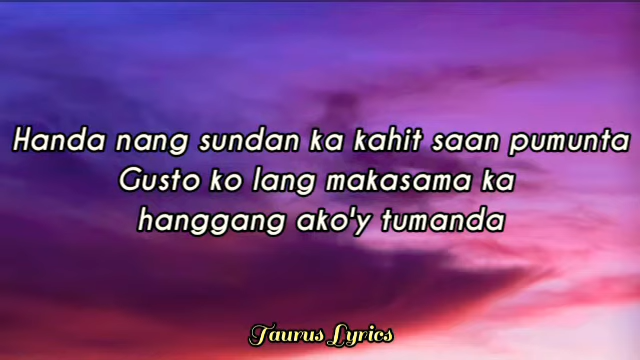 Handa nang sundan ka kahit saan pumunta
Gusto ko lang makasama ka
hanggang ako'y tumanda
Taurus Lyrics